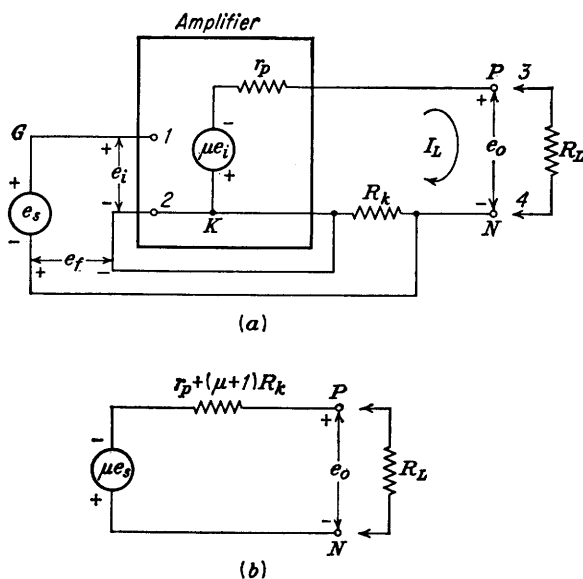 Amplifier
r_p
P 3
G
+ 1
-
+
I_L
e_o
R_L
μe_i
e_i
+
e_s
+
-
- 2
K
R_k
-
N
4
+ e_f -
(a)
r_p+(μ+1)R_k
P
+
-
μe_s
+
e_o
R_L
-
N
(b)